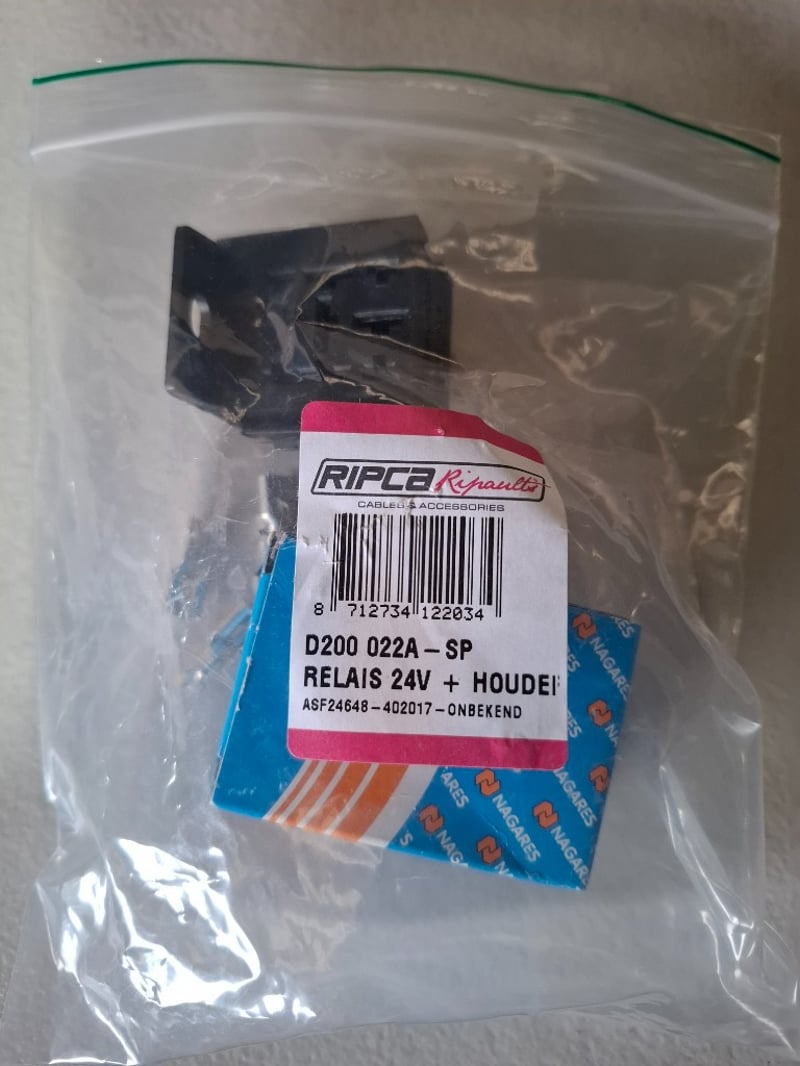 RIPCA Ripaults
CABLES & ACCESSORIES
8 712734 122034
D200 022A-SP
RELAIS 24V + HOUDE
ASF24648-402017-ONBEKEND
NAGARES
NAGARES
NAGARES
NAGARES
NAGARES